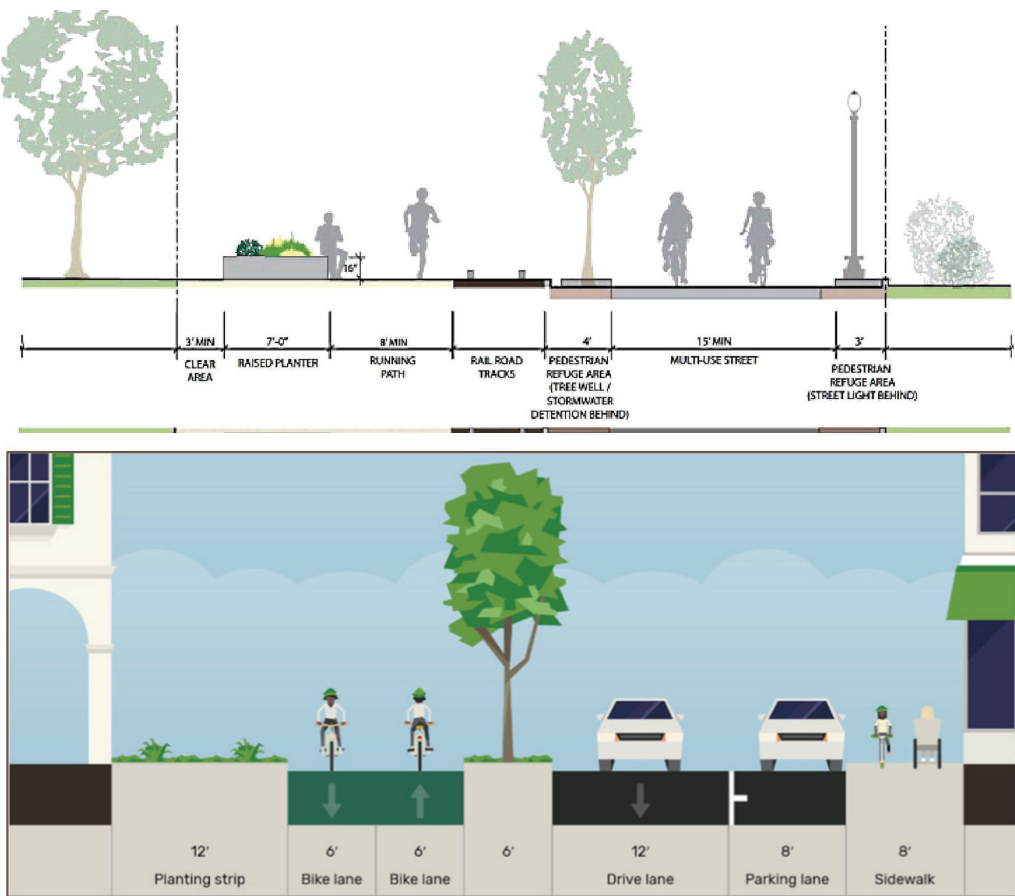 16"
3' MIN
7'-0"
8' MIN
4'
15' MIN
3'
CLEAR
AREA
RAISED PLANTER
RUNNING
PATH
RAIL ROAD
TRACKS
PEDESTRIAN
REFUGE AREA
(TREE WELL /
STORMWATER
DETENTION BEHIND)
MULTI-USE STREET
PEDESTRIAN
REFUGE AREA
(STREET LIGHT BEHIND)
12'
Planting strip
6'
Bike lane
6'
Bike lane
6'
12'
Drive lane
8'
Parking lane
8'
Sidewalk